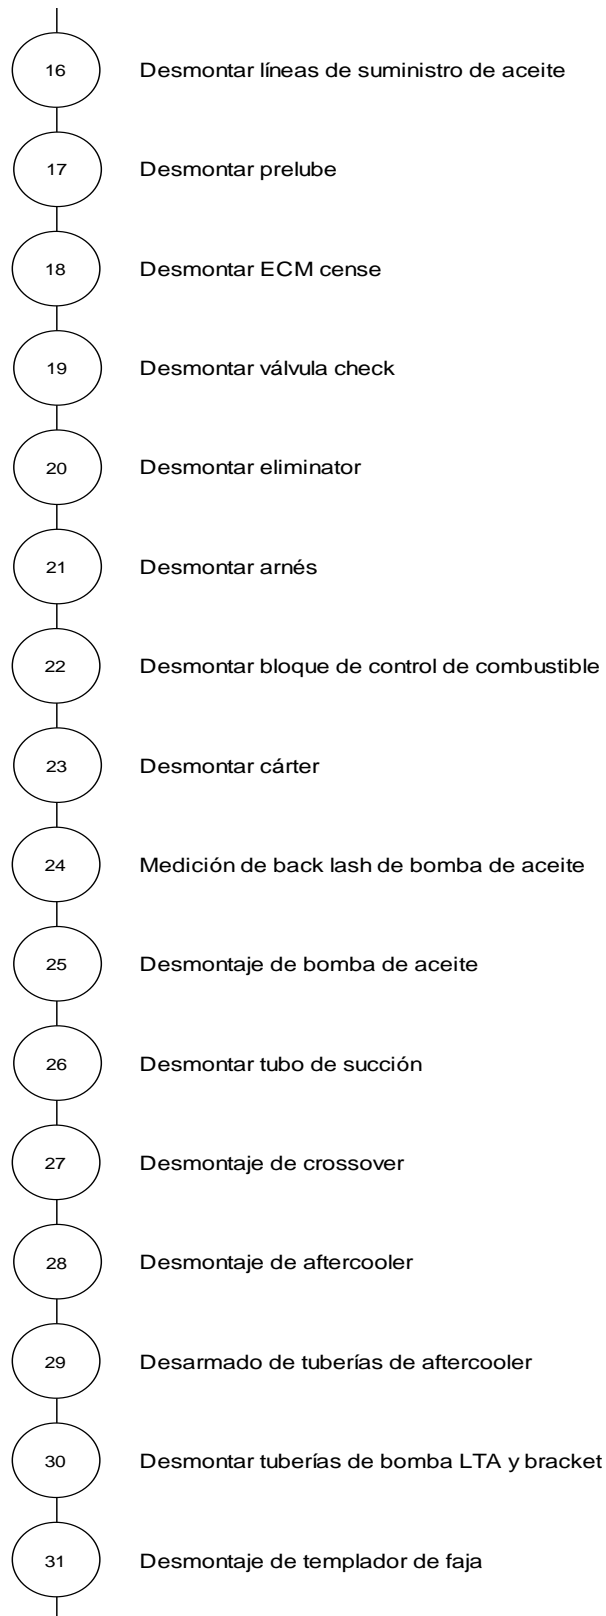 16 Desmontar líneas de suministro de aceite
17 Desmontar prelube
18 Desmontar ECM cense
19 Desmontar válvula check
20 Desmontar eliminator
21 Desmontar arnés
22 Desmontar bloque de control de combustible
23 Desmontar cárter
24 Medición de back lash de bomba de aceite
25 Desmontaje de bomba de aceite
26 Desmontar tubo de succión
27 Desmontaje de crossover
28 Desmontaje de aftercooler
29 Desarmado de tuberías de aftercooler
30 Desmontar tuberías de bomba LTA y bracket
31 Desmontaje de templador de faja